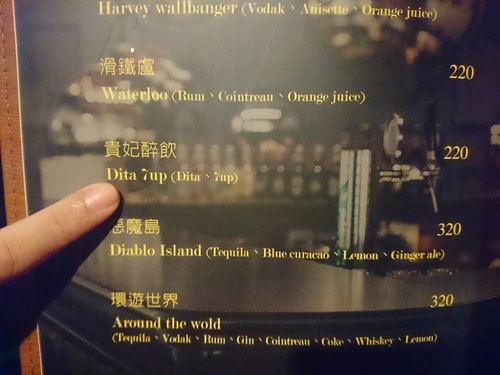 Harvey wallbanger (Vodak、Anisette、Orange juice)
滑鐵盧 220
Waterloo (Rum、Cointreau、Orange juice)
貴妃醉飲 220
Dita 7up (Dita、7up)
惡魔島 320
Diablo Island (Tequila、Blue curacao、Lemon、Ginger ale)
環遊世界 320
Around the wold
(Tequila、Vodak、Rum、Gin、Cointreau、Coke、Whiskey、Lemon)